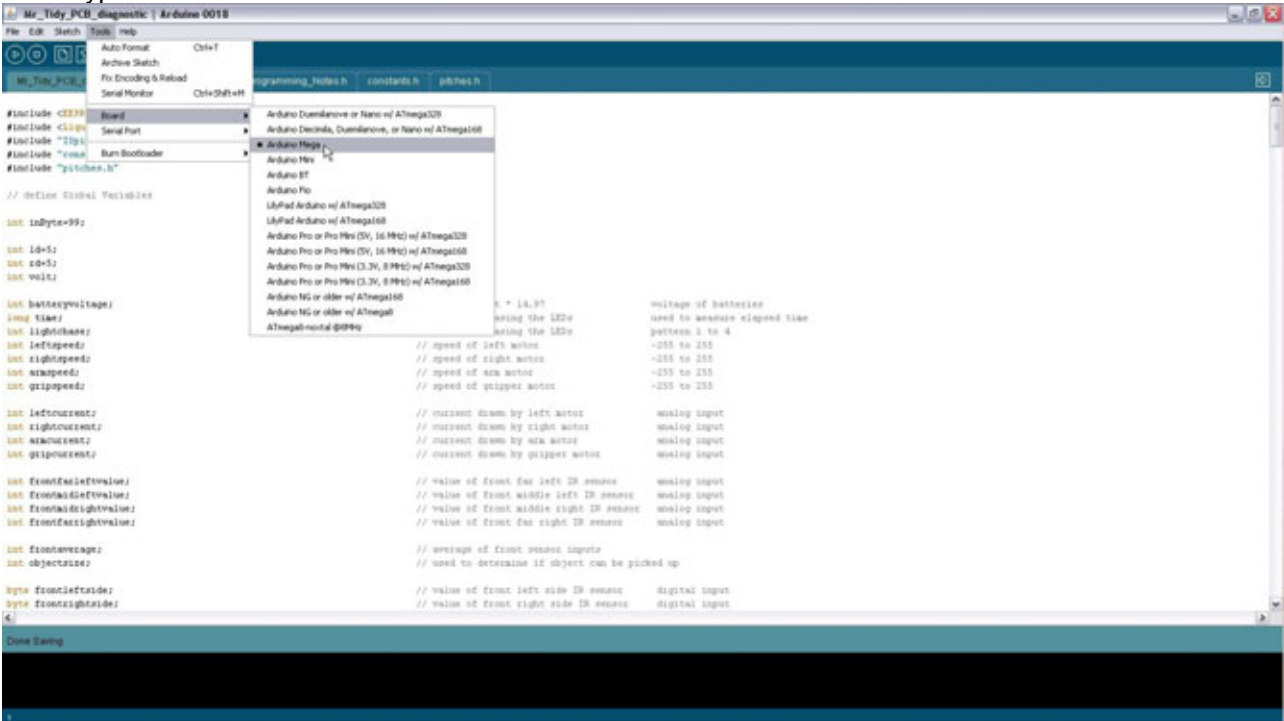 Mr_Tidy_PCB_diagnostic | Arduino 0018
File Edit Sketch Tools Help
Auto Format Ctrl+T
Archive Sketch
Fix Encoding & Reload
Serial Monitor Ctrl+Shift+M
Board
Serial Port
Burn Bootloader
Mr_Tidy_PCB_ rogramming_Notes.h constants.h pitches.h
Arduino Duemilanove or Nano w/ ATmega328
Arduino Diecimila, Duemilanove, or Nano w/ ATmega168
Arduino Mega
Arduino Mini
Arduino BT
Arduino Fio
LilyPad Arduino w/ ATmega328
LilyPad Arduino w/ ATmega168
Arduino Pro or Pro Mini (5V, 16 MHz) w/ ATmega328
Arduino Pro or Pro Mini (5V, 16 MHz) w/ ATmega168
Arduino Pro or Pro Mini (3.3V, 8 MHz) w/ ATmega328
Arduino Pro or Pro Mini (3.3V, 8 MHz) w/ ATmega168
Arduino NG or older w/ ATmega168
Arduino NG or older w/ ATmega8
ATmega8-noxtal @8MHz
#include <EEPR
#include <Liqu
#include "IOpi
#include "cons
#include "pitches.h"
// define Global Variables
int inByte=99;
int ld=5;
int rd=5;
int volt;
int batteryvoltage; t * 14.97 voltage of batteries
long time; asing the LEDs used to measure elapsed time
int lightchase; asing the LEDs pattern 1 to 4
int leftspeed; // speed of left motor -255 to 255
int rightspeed; // speed of right motor -255 to 255
int armspeed; // speed of arm motor -255 to 255
int gripspeed; // speed of gripper motor -255 to 255
int leftcurrent; // current drawn by left motor analog input
int rightcurrent; // current drawn by right motor analog input
int armcurrent; // current drawn by arm motor analog input
int gripcurrent; // current drawn by gripper motor analog input
int frontfarleftvalue; // value of front far left IR sensor analog input
int frontmidleftvalue; // value of front middle left IR sensor analog input
int frontmidrightvalue; // value of front middle right IR sensor analog input
int frontfarrightvalue; // value of front far right IR sensor analog input
int frontaverage; // average of front sensor inputs
int objectsize; // used to determine if object can be picked up
byte frontleftside; // value of front left side IR sensor digital input
byte frontrightside; // value of front right side IR sensor digital input
Done Saving